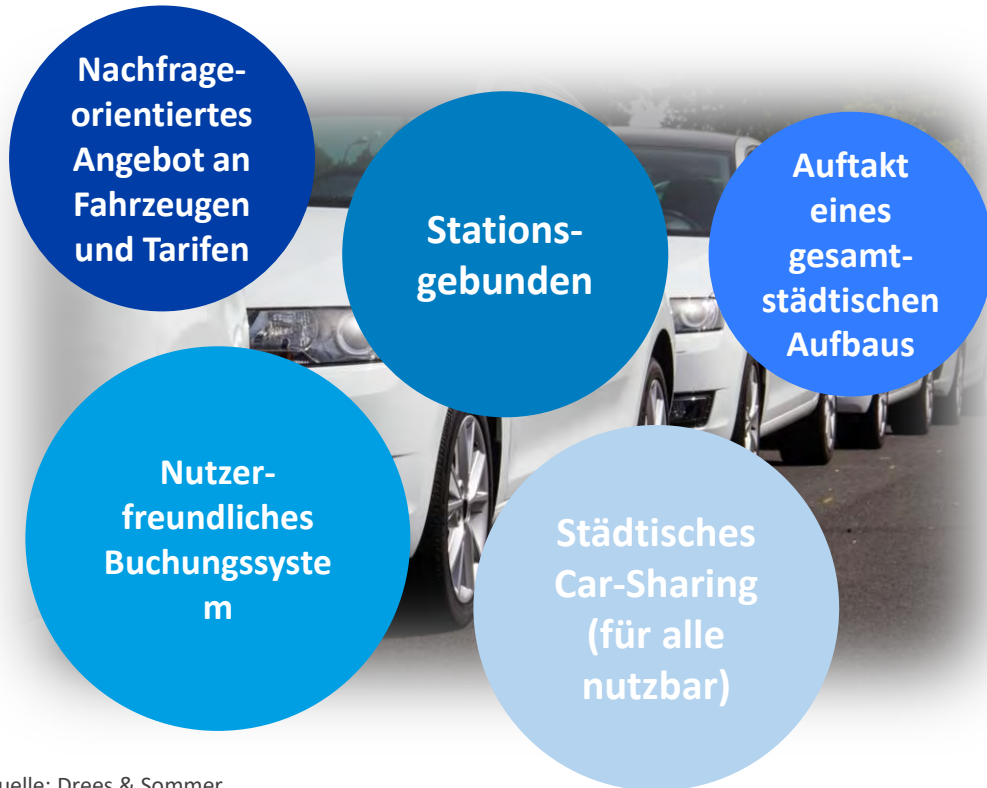 Nachfrage-
orientiertes
Angebot an
Fahrzeugen
und Tarifen
Stations-
gebunden
Auftakt
eines
gesamt-
städtischen
Aufbaus
Nutzer-
freundliches
Buchungssyste
m
Städtisches
Car-Sharing
(für alle
nutzbar)
uelle: Drees & Sommer